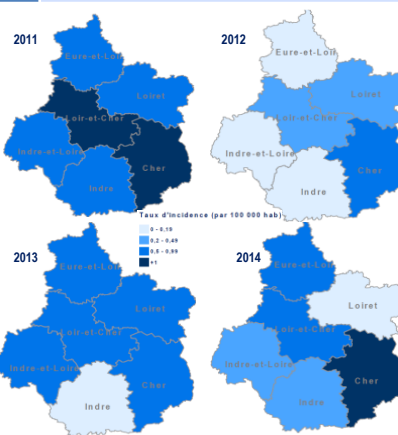 2011
Eure-et-Loir
Loiret
Loir-et-Cher
Indre-et-Loire
Cher
Indre
2012
Eure-et-Loir
Loiret
Loir-et-Cher
Indre-et-Loire
Cher
Indre
Taux d'incidence (par 100 000 hab)
0 - 0,19
0,2 - 0,49
0,5 - 0,99
+1
2013
Eure-et-Loir
Loiret
Loir-et-Cher
Indre-et-Loire
Cher
Indre
2014
Eure-et-Loir
Loiret
Loir-et-Cher
Indre-et-Loire
Cher
Indre